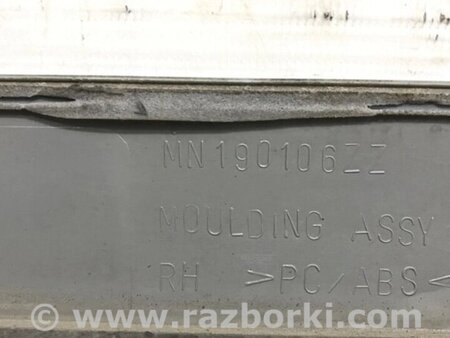 MN190106ZZ
MOULDING ASSY
RH >PC/ABS<
www.razborki.com